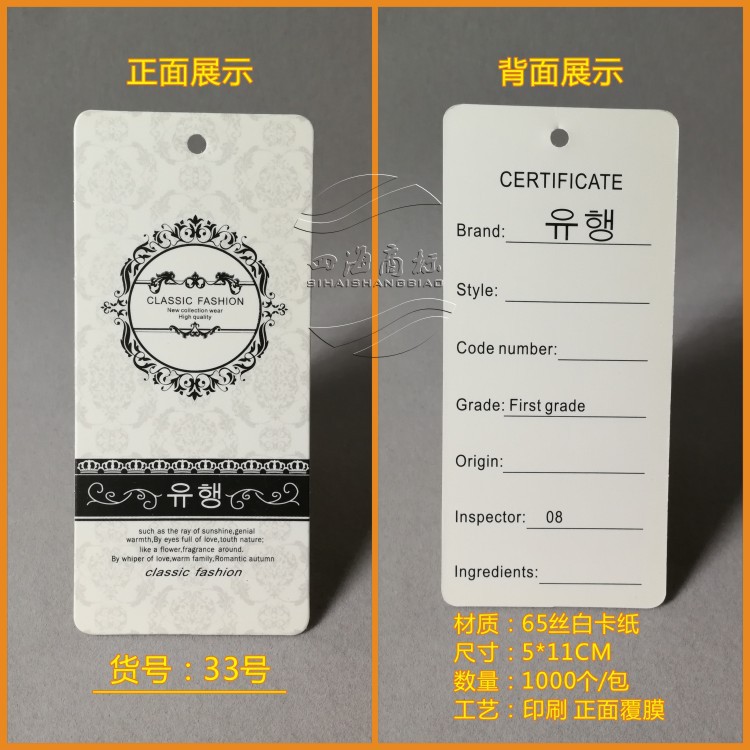 正面展示
CLASSIC FASHION
New collection wear
High quality
유행
such as the ray of sunshine,genial
warmth,By eyes full of love,touth nature;
like a flower,fragrance around.
By whiper of love,warm family,Romantic autumn
classic fashion
货号：33号
背面展示
CERTIFICATE
Brand: 유행
Style:
Code number:
Grade: First grade
Origin:
Inspector: 08
Ingredients:
材质：65丝白卡纸
尺寸：5*11CM
数量：1000个/包
工艺：印刷 正面覆膜
四海商标
SIHAISHANGBIAO